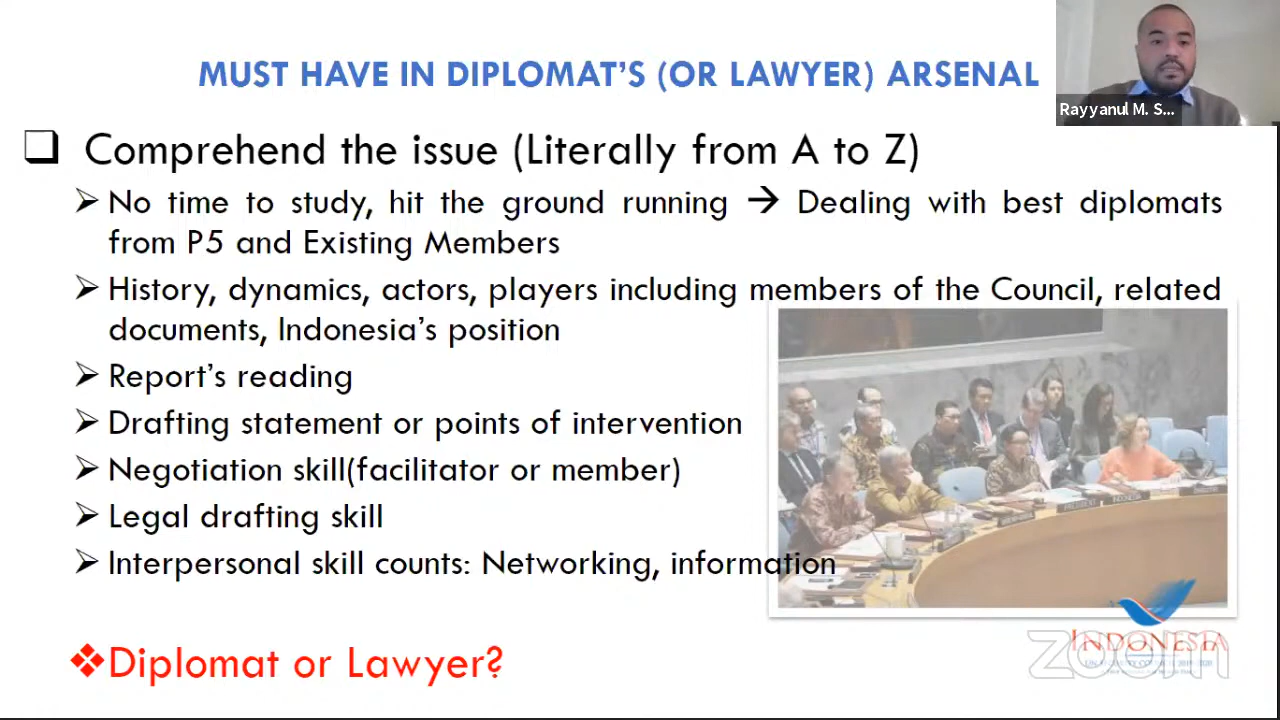 MUST HAVE IN DIPLOMAT'S (OR LAWYER) ARSENAL
Rayyanul M. S...
Comprehend the issue (Literally from A to Z)
No time to study, hit the ground running → Dealing with best diplomats
from P5 and Existing Members
History, dynamics, actors, players including members of the Council, related
documents, Indonesia's position
Report's reading
Drafting statement or points of intervention
Negotiation skill(facilitator or member)
Legal drafting skill
Interpersonal skill counts: Networking, information
PRESIDENT
INDONESIA
Diplomat or Lawyer?
INDONESIA
zoom